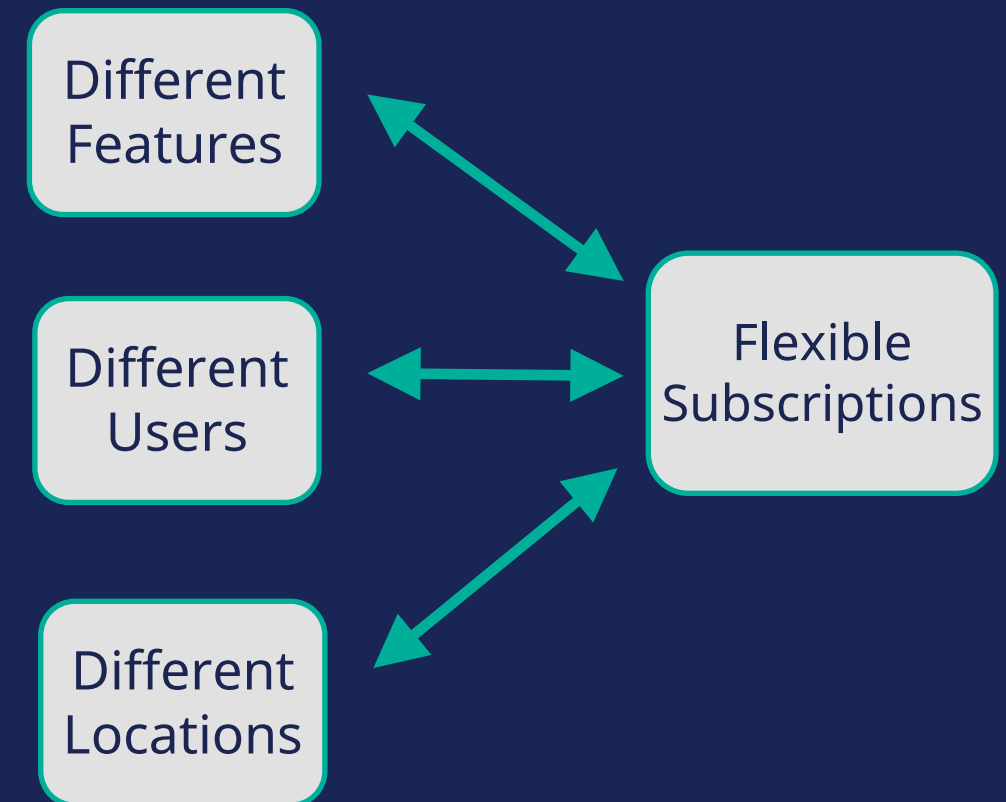 Different
Features
Different
Users
Flexible
Subscriptions
Different
Locations